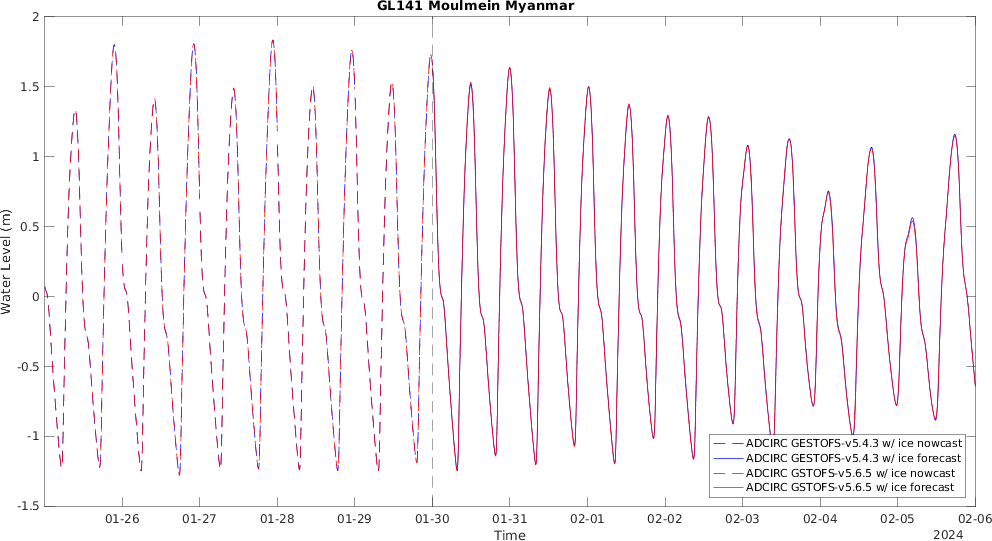 GL141 Moulmein Myanmar
2
1.5
1
0.5
0
-0.5
-1
-1.5
Water Level (m)
ADCIRC GESTOFS-v5.4.3 w/ ice nowcast
ADCIRC GESTOFS-v5.4.3 w/ ice forecast
ADCIRC GSTOFS-v5.6.5 w/ ice nowcast
ADCIRC GSTOFS-v5.6.5 w/ ice forecast
01-26 01-27 01-28 01-29 01-30 01-31 02-01 02-02 02-03 02-04 02-05 02-06
Time
2024